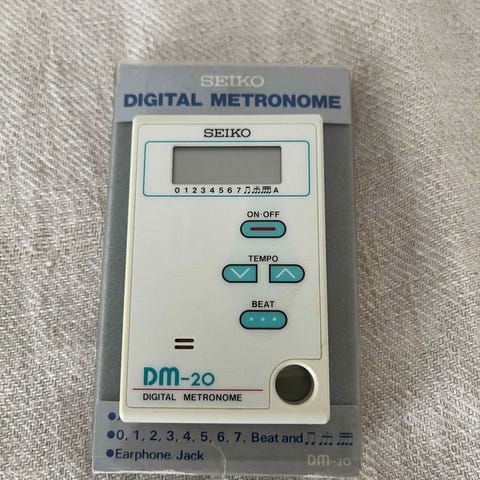 SEIKO
DIGITAL METRONOME
SEIKO
0 1 2 3 4 5 6 7 ♫ A
ON·OFF
TEMPO
BEAT
DM-20
DIGITAL METRONOME
●0, 1, 2, 3, 4, 5, 6, 7, Beat and ♫
●Earphone Jack
DM-20